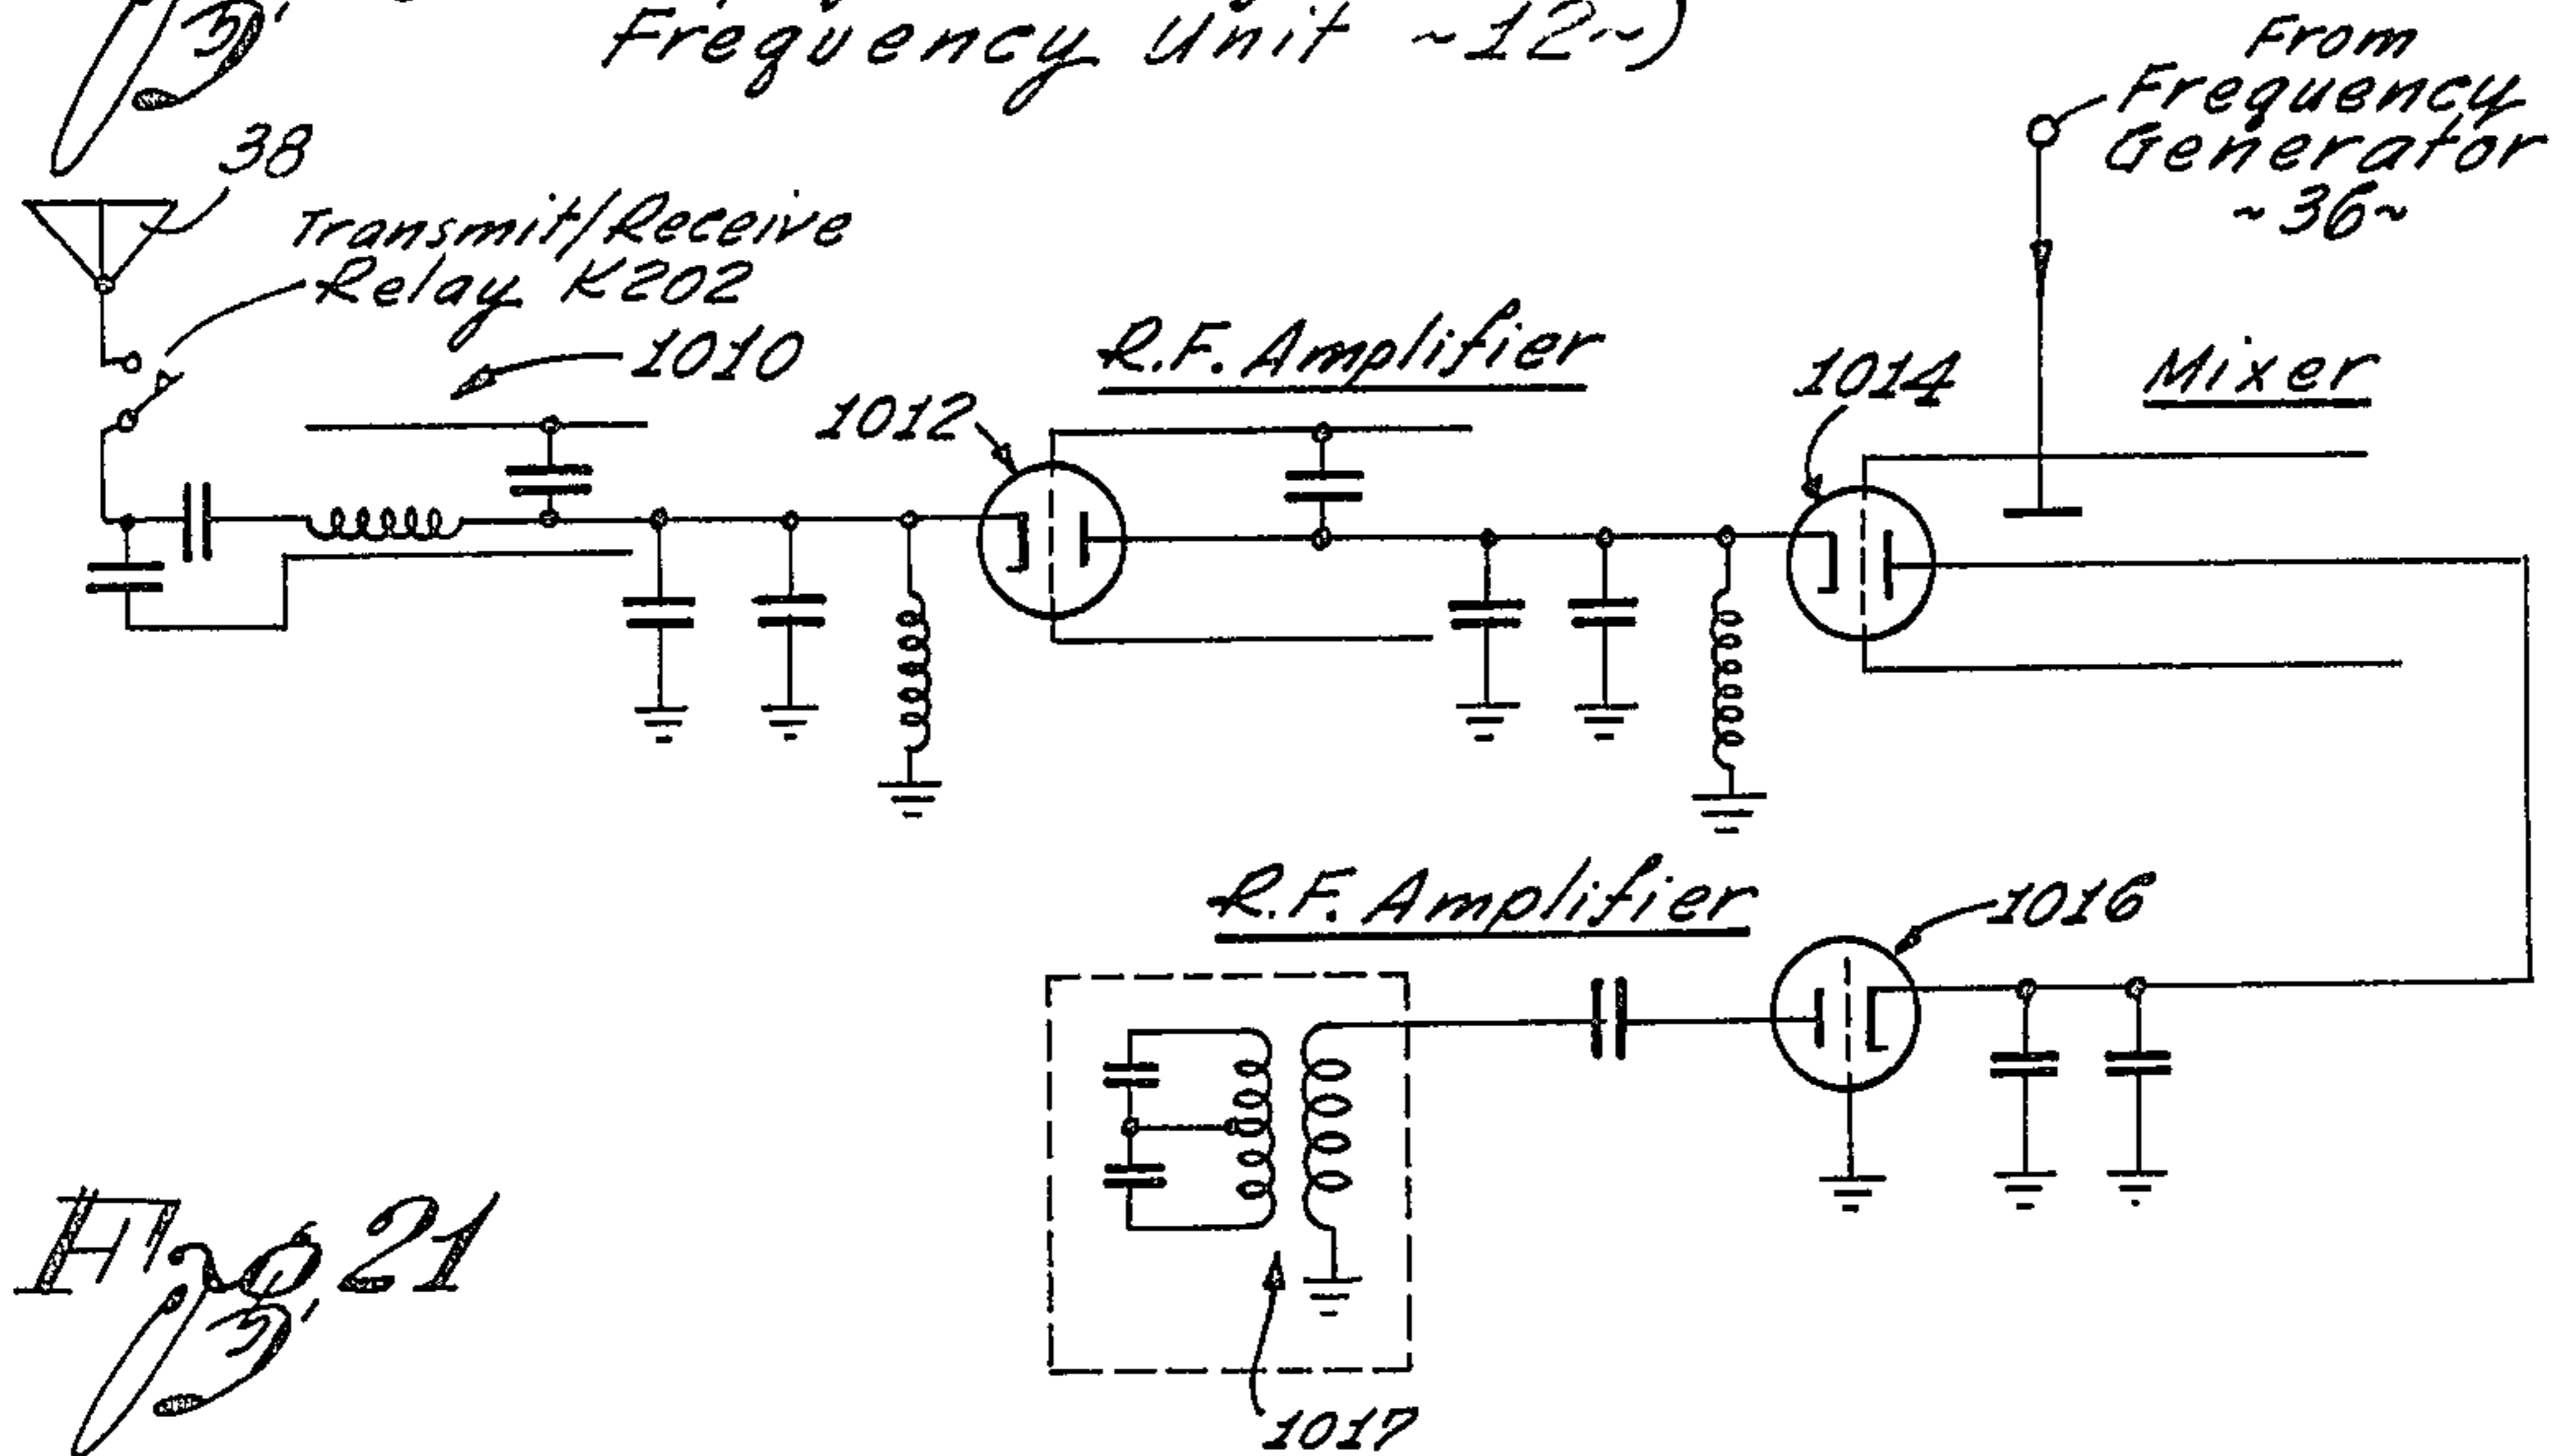 Frequency Unit ~12~)
From
Frequency
Generator
~36~
38
Transmit/Receive
Relay K202
1010
R.F. Amplifier
1012
1014
Mixer
R.F. Amplifier
1016
1017
Fig 21